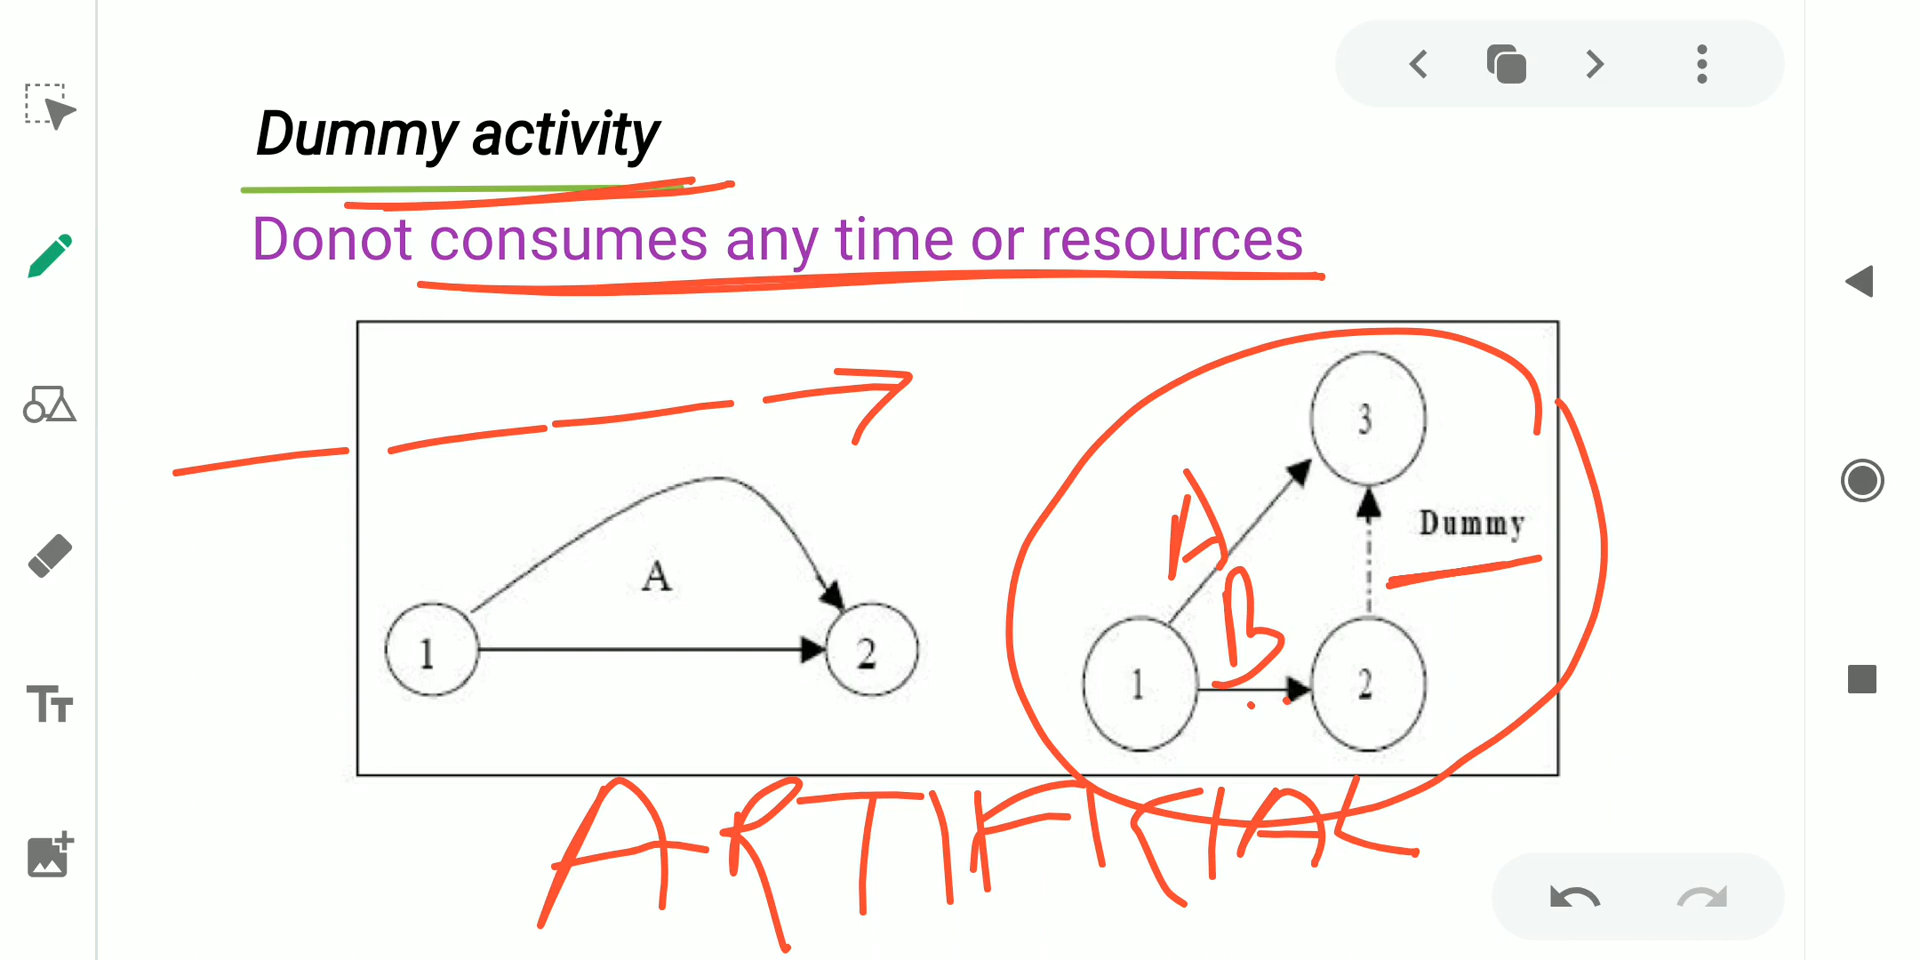 Dummy activity
Donot consumes any time or resources
3
A
Dummy
A
B
1
2
1
2
ARTIFICIAL